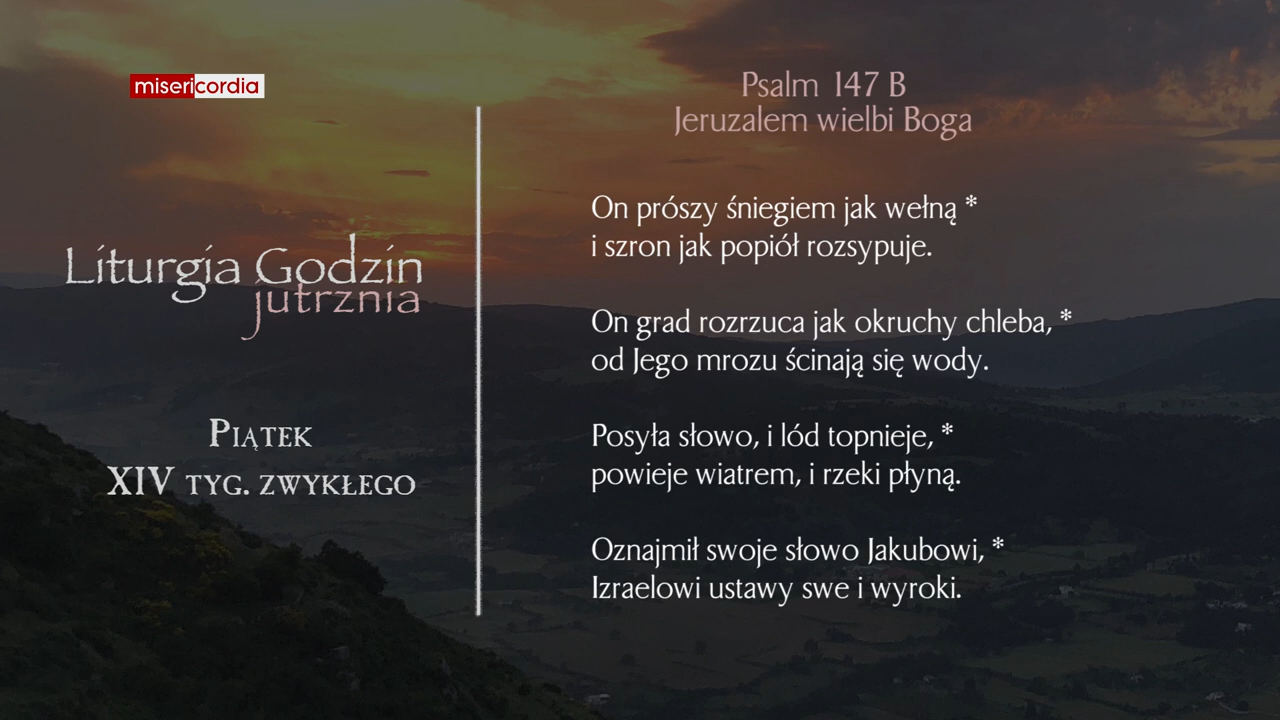 misericordia
Liturgia Godzin
jutrznia
Piątek
XIV tyg. zwykłego
Psalm 147 B
Jeruzalem wielbi Boga
On prószy śniegiem jak wełną *
i szron jak popiół rozsypuje.
On grad rozrzuca jak okruchy chleba, *
od Jego mrozu ścinają się wody.
Posyła słowo, i lód topnieje, *
powieje wiatrem, i rzeki płyną.
Oznajmił swoje słowo Jakubowi, *
Izraelowi ustawy swe i wyroki.